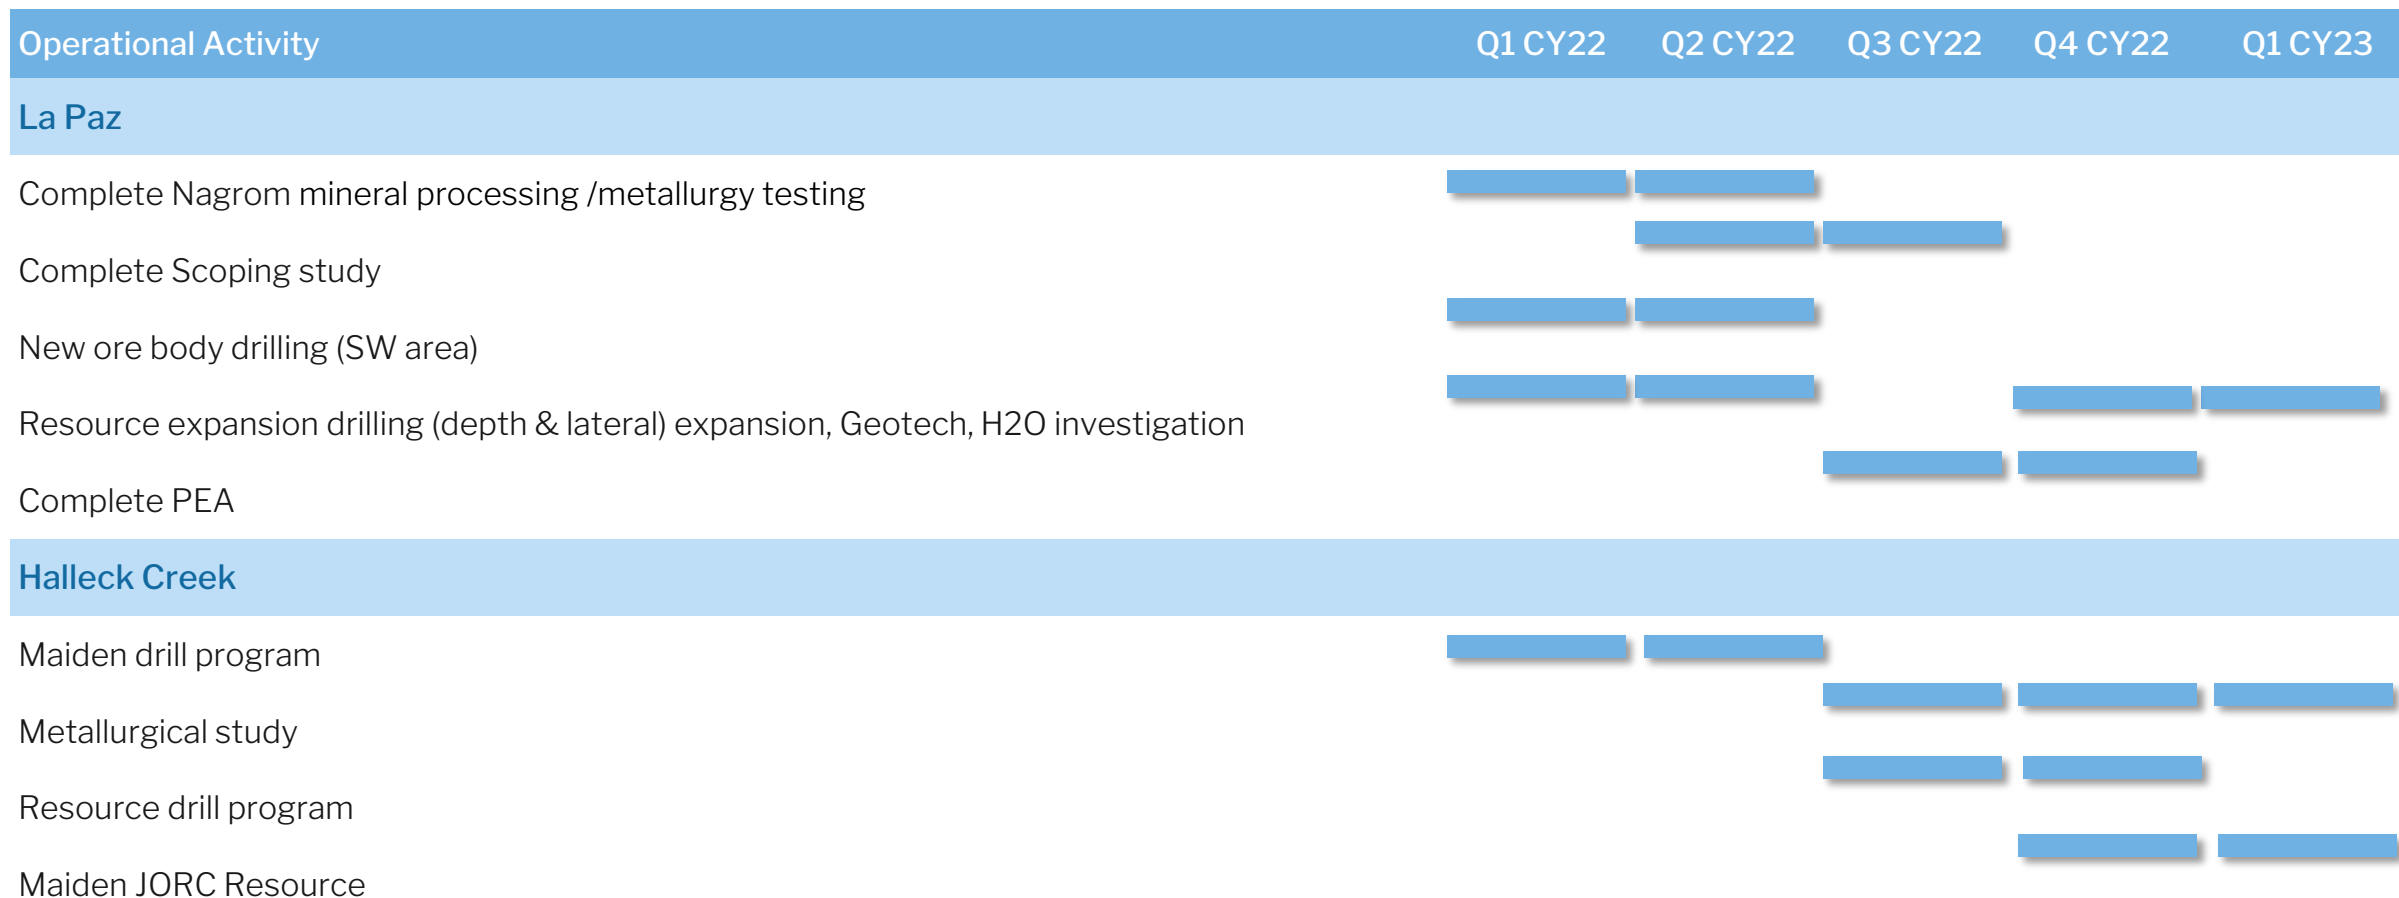 Operational Activity Q1 CY22 Q2 CY22 Q3 CY22 Q4 CY22 Q1 CY23
La Paz
Complete Nagrom mineral processing /metallurgy testing
Complete Scoping study
New ore body drilling (SW area)
Resource expansion drilling (depth & lateral) expansion, Geotech, H2O investigation
Complete PEA
Halleck Creek
Maiden drill program
Metallurgical study
Resource drill program
Maiden JORC Resource